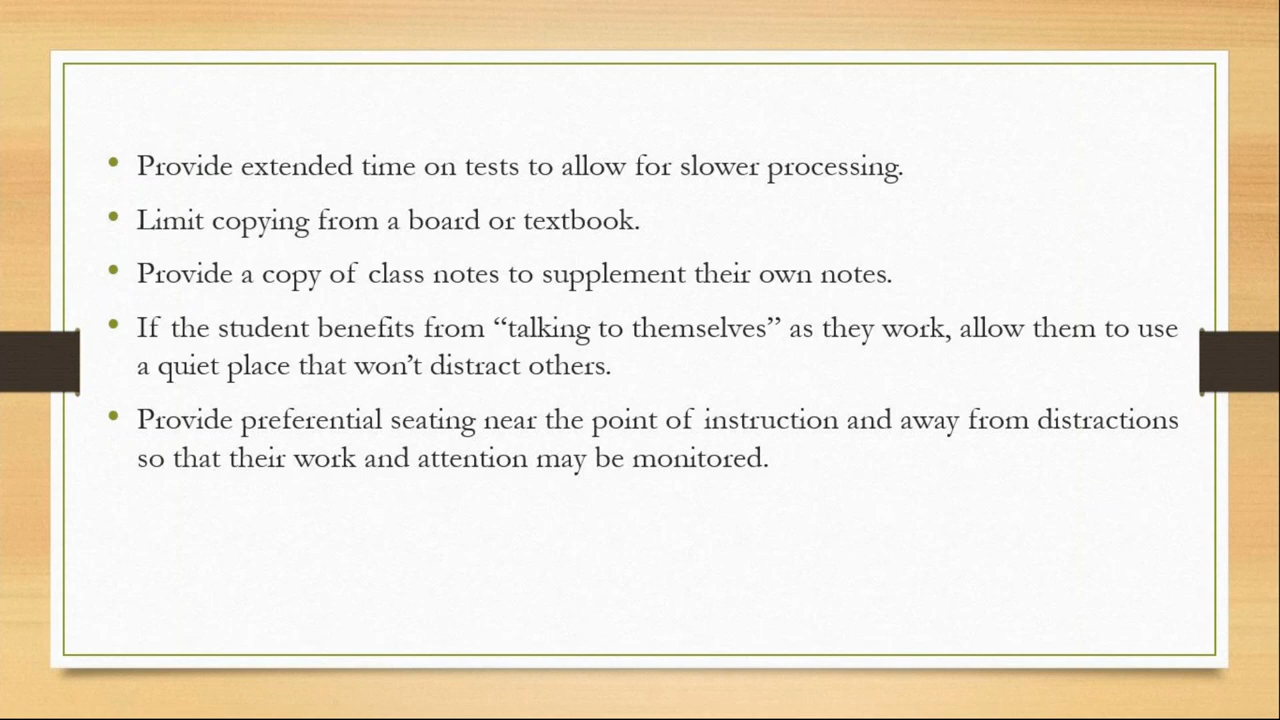 • Provide extended time on tests to allow for slower processing.
• Limit copying from a board or textbook.
• Provide a copy of class notes to supplement their own notes.
• If the student benefits from “talking to themselves” as they work, allow them to use
a quiet place that won’t distract others.
• Provide preferential seating near the point of instruction and away from distractions
so that their work and attention may be monitored.